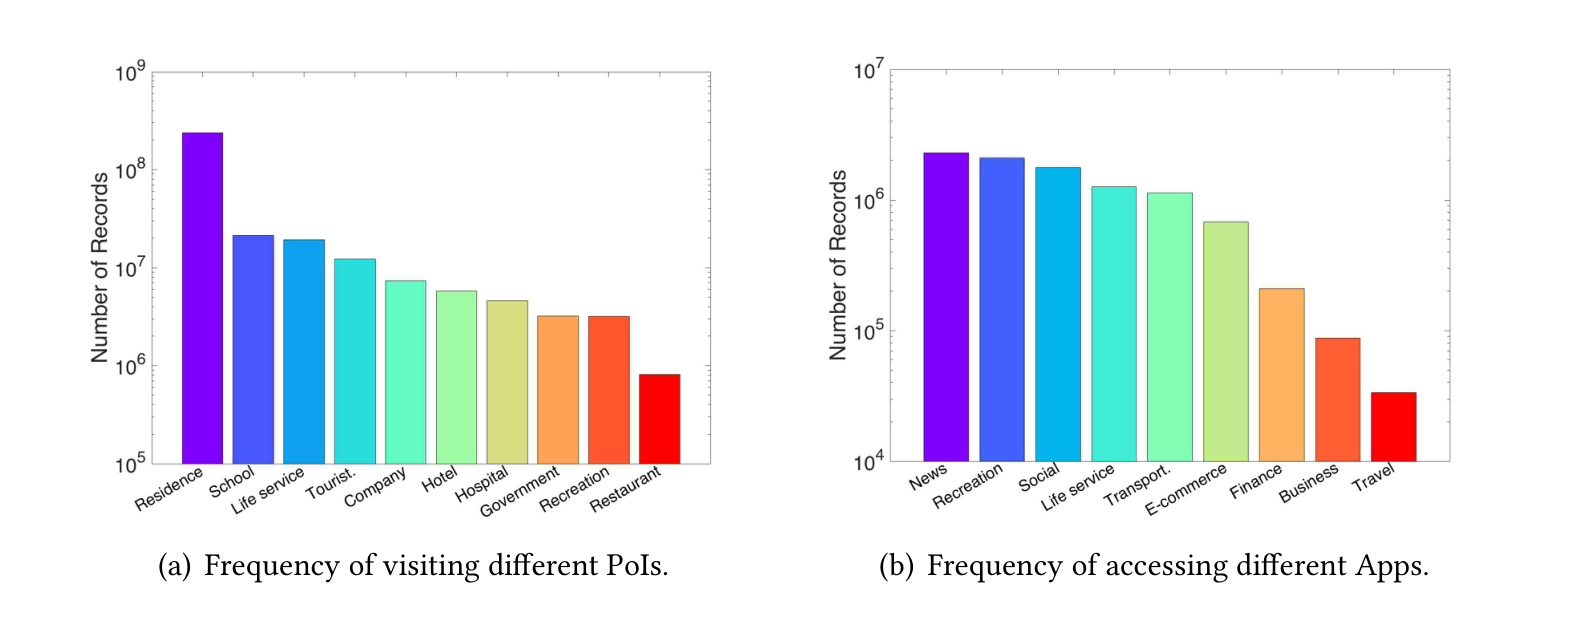 10^9
10^8
10^7
10^6
10^5
Number of Records
Residence
School
Life service
Tourist.
Company
Hotel
Hospital
Government
Recreation
Restaurant
(a) Frequency of visiting different PoIs.
10^7
10^6
10^5
10^4
Number of Records
News
Recreation
Social
Life service
Transport.
E-commerce
Finance
Business
Travel
(b) Frequency of accessing different Apps.